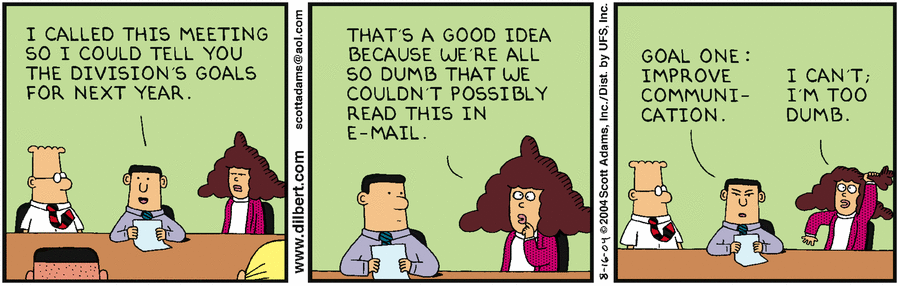 I CALLED THIS MEETING
SO I COULD TELL YOU
THE DIVISION'S GOALS
FOR NEXT YEAR.
www.dilbert.com scottadams@aol.com
THAT'S A GOOD IDEA
BECAUSE WE'RE ALL
SO DUMB THAT WE
COULDN'T POSSIBLY
READ THIS IN
E-MAIL.
8-16-04 © 2004 Scott Adams, Inc./Dist. by UFS, Inc.
GOAL ONE:
IMPROVE
COMMUNI-
CATION.
I CAN'T;
I'M TOO
DUMB.